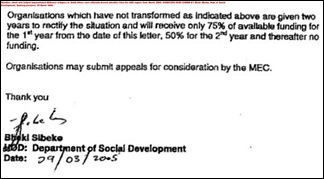 Organisations which have not transformed as indicated above are given two
years to rectify the situation and will receive only 75% of available funding for
the 1st year from the date of this letter, 50% for the 2nd year and thereafter no
funding.
Organisations may submit appeals for consideration by the MEC.
Thank you
Bheki Sibeko
HOD: Department of Social Development
Date: 29/03/2005